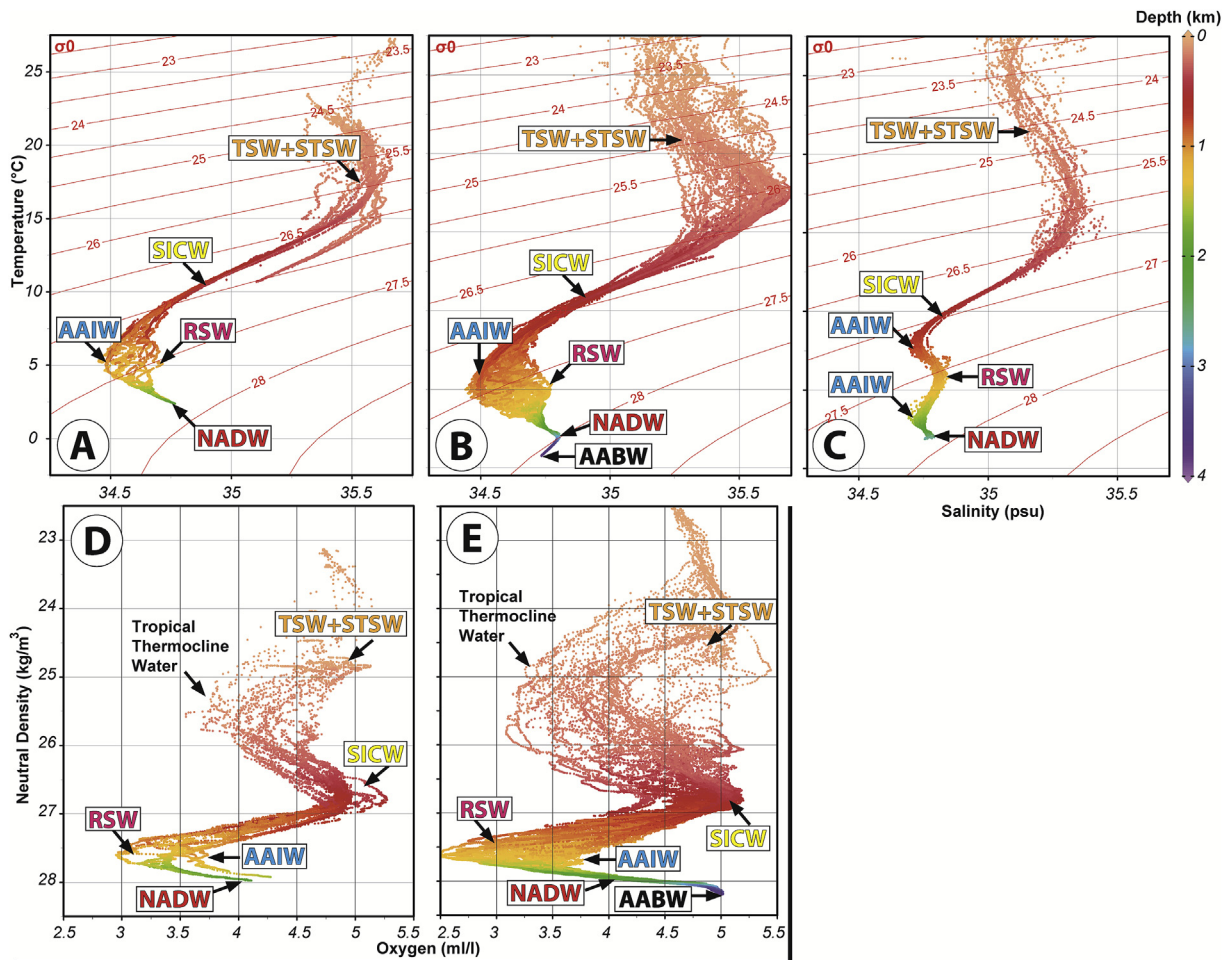 Depth (km)
σ0
σ0
σ0
0
1
2
3
4
25
20
15
10
5
0
Temperature (°C)
23
23.5
24
24.5
25
25.5
26
26.5
27.5
28
TSW+STSW
SICW
AAIW
RSW
NADW
A
34.5
35
35.5
23
23.5
24
24.5
25
25.5
26
26.5
27.5
28
TSW+STSW
SICW
AAIW
RSW
NADW
AABW
B
34.5
35
35.5
23
23.5
24
24.5
25
25.5
26
26.5
27
27.5
28
TSW+STSW
SICW
AAIW
RSW
AAIW
NADW
C
34.5
35
35.5
Salinity (psu)
D
23
24
25
26
27
28
Neutral Density (kg/m3)
Tropical
Thermocline
Water
TSW+STSW
SICW
RSW
AAIW
NADW
2.5
3
3.5
4
4.5
5
5.5
E
Tropical
Thermocline
Water
TSW+STSW
RSW
SICW
AAIW
NADW
AABW
2.5
3
3.5
4
4.5
5
5.5
Oxygen (ml/l)